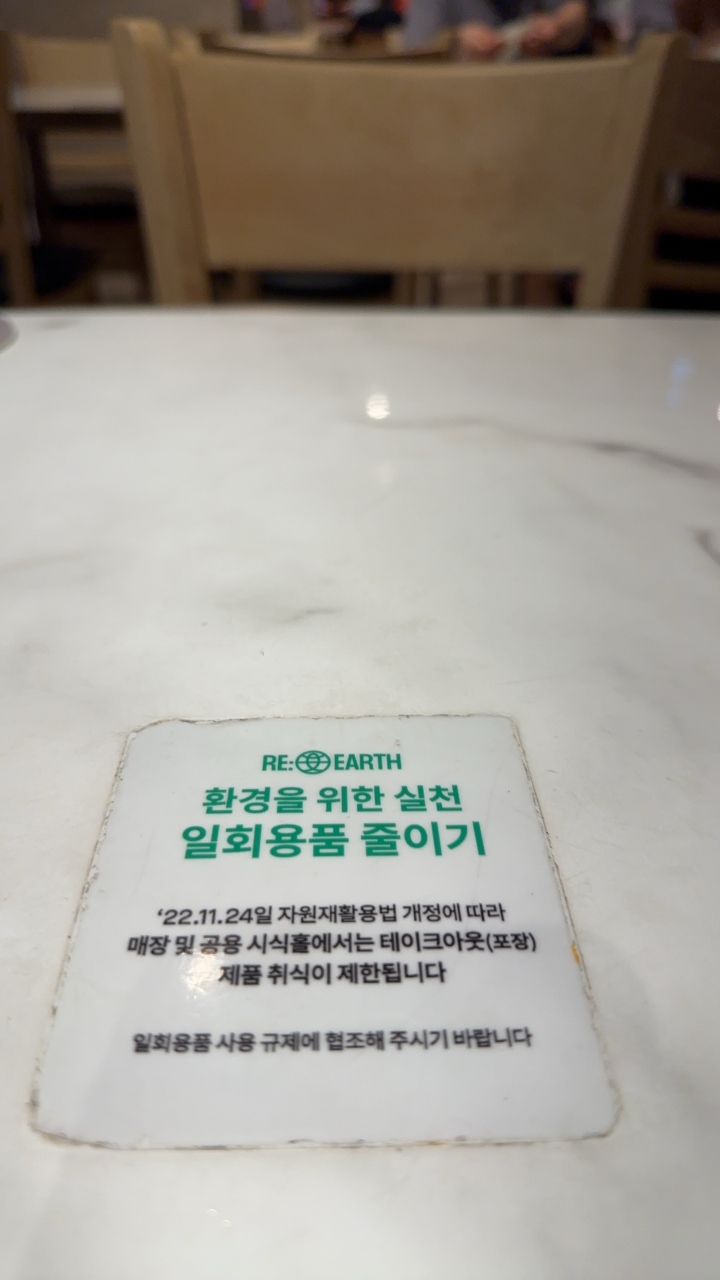 RE:EARTH
환경을 위한 실천
일회용품 줄이기
‘22.11.24일 자원재활용법 개정에 따라
매장 및 공용 시식홀에서는 테이크아웃(포장)
제품 취식이 제한됩니다
일회용품 사용 규제에 협조해 주시기 바랍니다